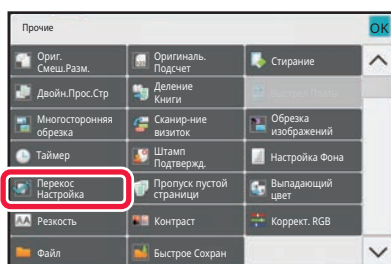 Прочие
OK
Ориг.
Смеш.Разм.
Оригиналь.
Подсчет
Стирание
Двойн.Прос.Стр
Деление
Книги
Многосторонняя
обрезка
Сканир-ние
визиток
Обрезка
изображений
Таймер
Штамп
Подтвержд.
Настройка Фона
Перекос
Настройка
Пропуск пустой
страници
Выпадающий
цвет
AA Резкость
Контраст
Коррект. RGB
Файл
Быстрое Сохран